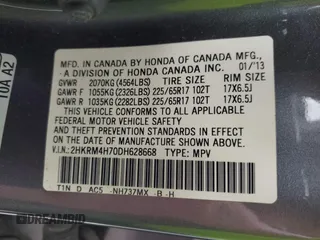 10A A2
MFD. IN CANADA BY HONDA OF CANADA MFG.,
A DIVISION OF HONDA CANADA INC. 01/'13
GVWR 2070KG (4564LBS) TIRE SIZE RIM SIZE
GAWR F 1055KG (2326LBS) 225/65R17 102T 17X6.5J
GAWR R 1035KG (2282LBS) 225/65R17 102T 17X6.5J
THIS VEHICLE CONFORMS TO ALL APPLICABLE
FEDERAL MOTOR VEHICLE SAFETY AND THEFT
PREVENTION STANDARDS IN EFFECT ON THE DATE
OF MANUFACTURE SHOWN ABOVE.
V.I.N.: 2HKRM4H70DH628668 TYPE: MPV
TIN D AC5 -NH737MX B-H
DREAMBID